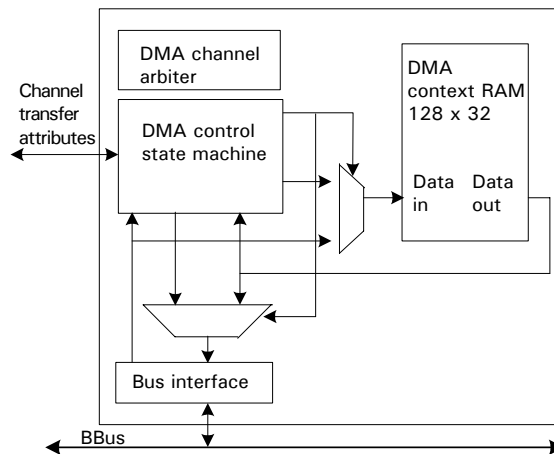 DMA channel
arbiter
DMA
context RAM
128 x 32
Channel
transfer
attributes
DMA control
state machine
Data
in
Data
out
Bus interface
BBus